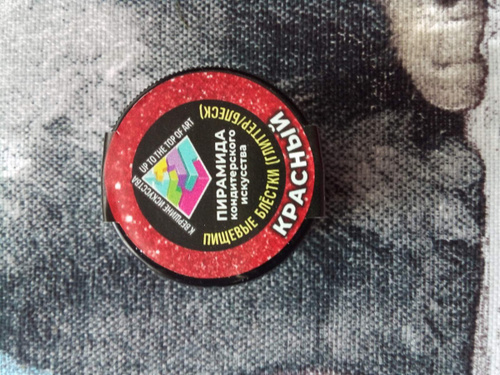 UP TO THE TOP OF ART
К ВЕРШИНЕ ИСКУССТВА
ПИРАМИДА
кондитерского
искусства
ПИЩЕВЫЕ БЛЁСТКИ (ГЛИТТЕР/БЛЕСК)
КРАСНЫЙ